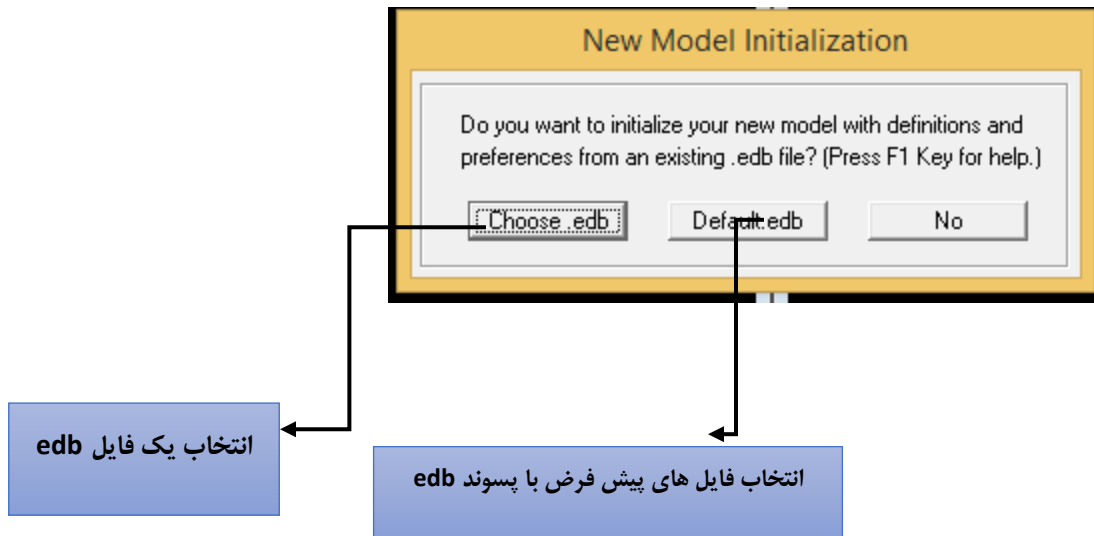 New Model Initialization
Do you want to initialize your new model with definitions and
preferences from an existing .edb file? (Press F1 Key for help.)
Choose .edb
Default.edb
No
انتخاب یک فایل edb
انتخاب فایل های پیش فرض با پسوند edb